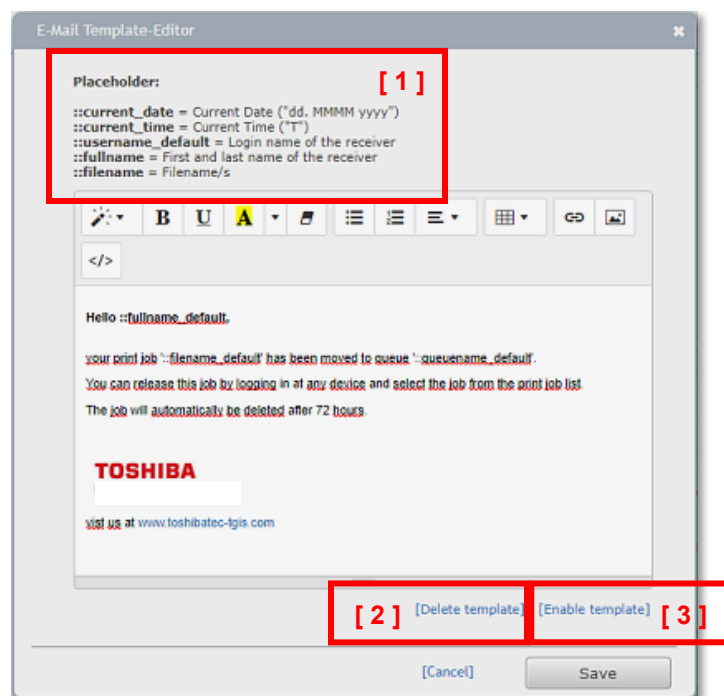 E-Mail Template-Editor
Placeholder:
[ 1 ]
::current_date = Current Date ("dd. MMMM yyyy")
::current_time = Current Time ("T")
::username_default = Login name of the receiver
::fullname = First and last name of the receiver
::filename = Filename/s
B U A
</>
Hello ::fullname_default,
your print job '::filename_default' has been moved to queue '::queuename_default'.
You can release this job by logging in at any device and select the job from the print job list.
The job will automatically be deleted after 72 hours.
TOSHIBA
vist us at www.toshibatec-tgis.com
[ 2 ] [Delete template] [Enable template] [ 3 ]
[Cancel] Save